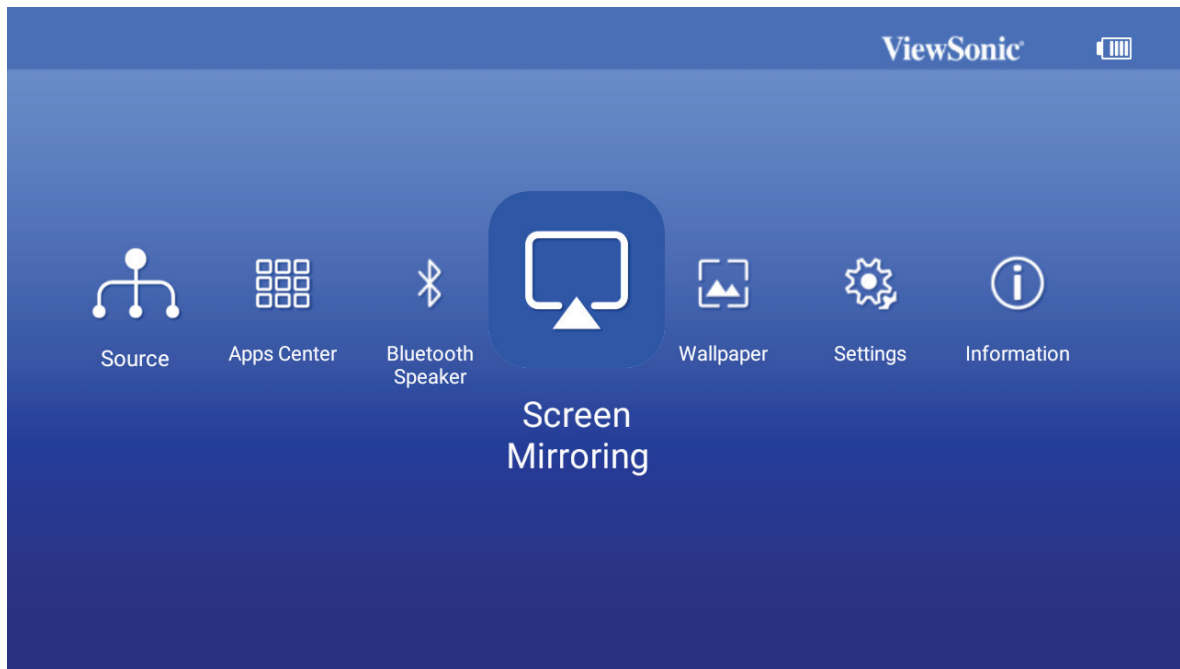 ViewSonic®
Source
Apps Center
Bluetooth
Speaker
Screen
Mirroring
Wallpaper
Settings
Information